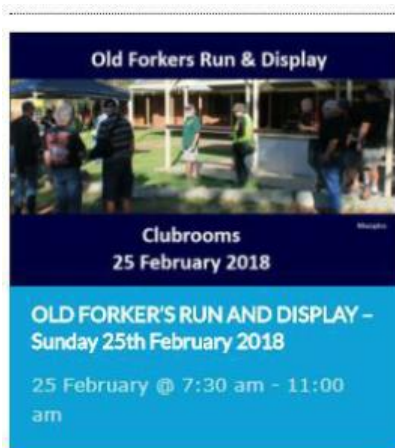 Old Forkers Run & Display
Clubrooms
25 February 2018
OLD FORKER'S RUN AND DISPLAY –
Sunday 25th February 2018
25 February @ 7:30 am - 11:00
am